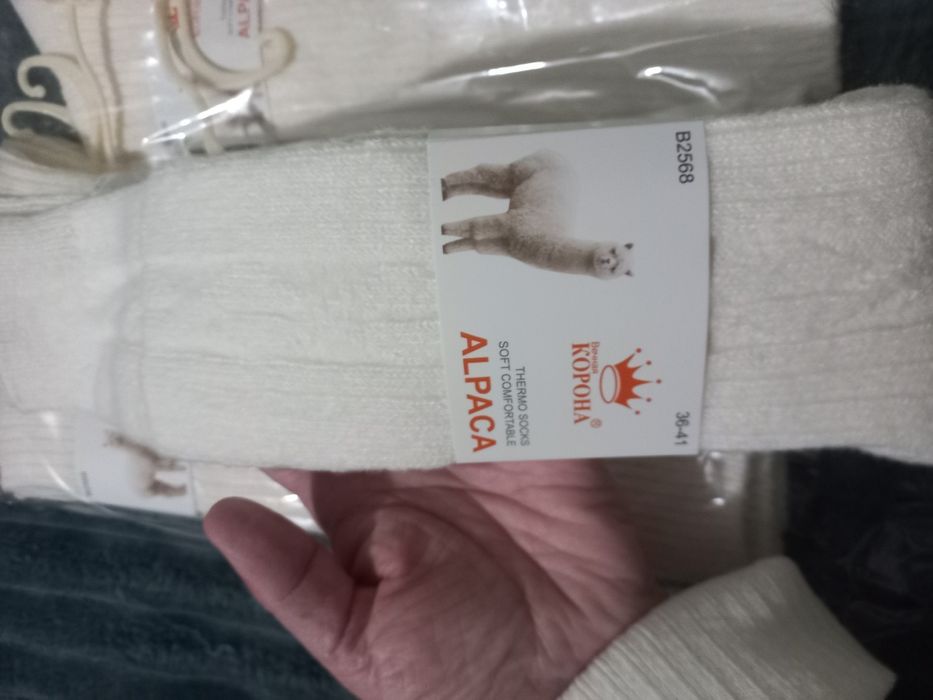 B2568
36-41
Вечная
КОРОНА®
THERMO SOCKS
SOFT COMFORTABLE
ALPACA